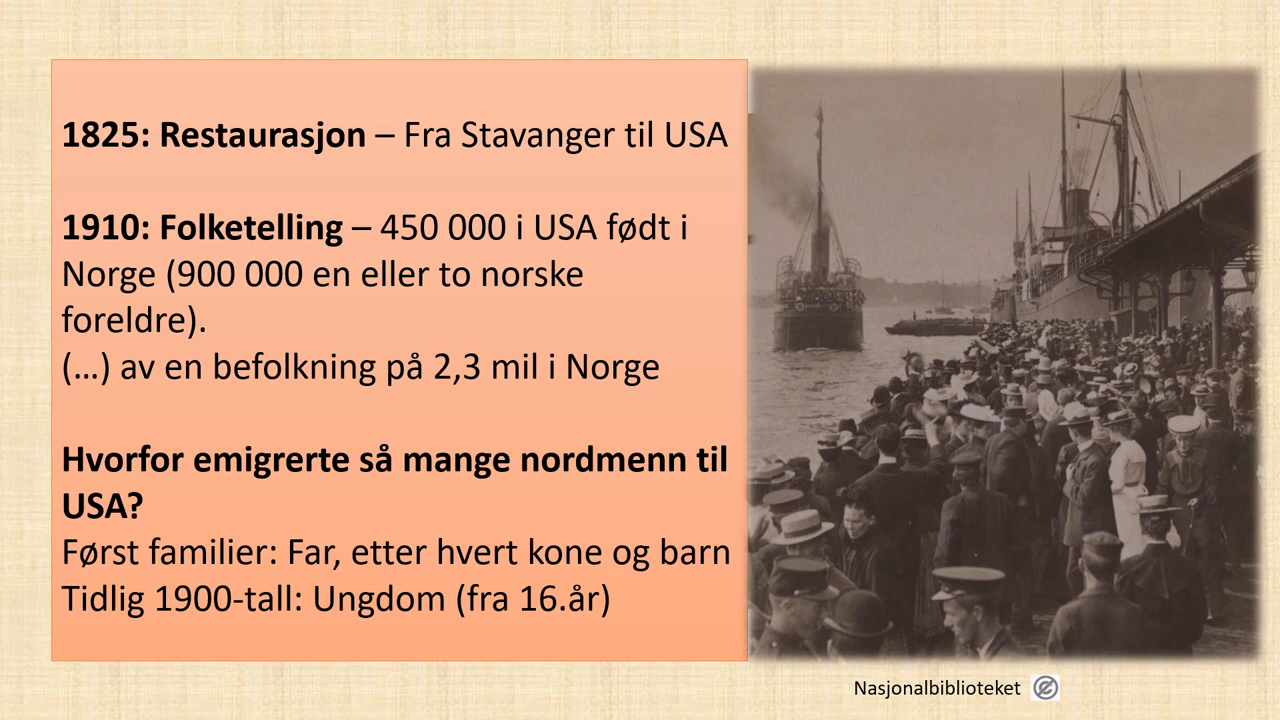 1825: Restaurasjon – Fra Stavanger til USA
1910: Folketelling – 450 000 i USA født i
Norge (900 000 en eller to norske
foreldre).
(…) av en befolkning på 2,3 mil i Norge
Hvorfor emigrerte så mange nordmenn til
USA?
Først familier: Far, etter hvert kone og barn
Tidlig 1900-tall: Ungdom (fra 16.år)
Nasjonalbiblioteket